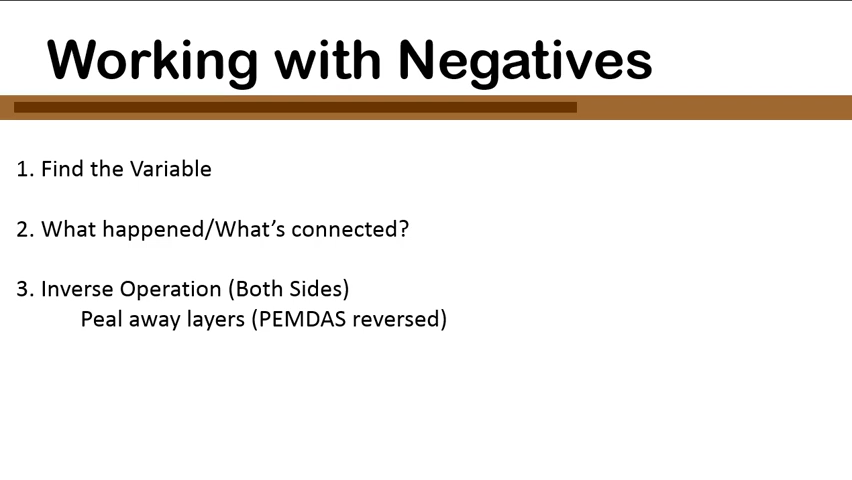 Working with Negatives
1. Find the Variable
2. What happened/What’s connected?
3. Inverse Operation (Both Sides)
Peal away layers (PEMDAS reversed)